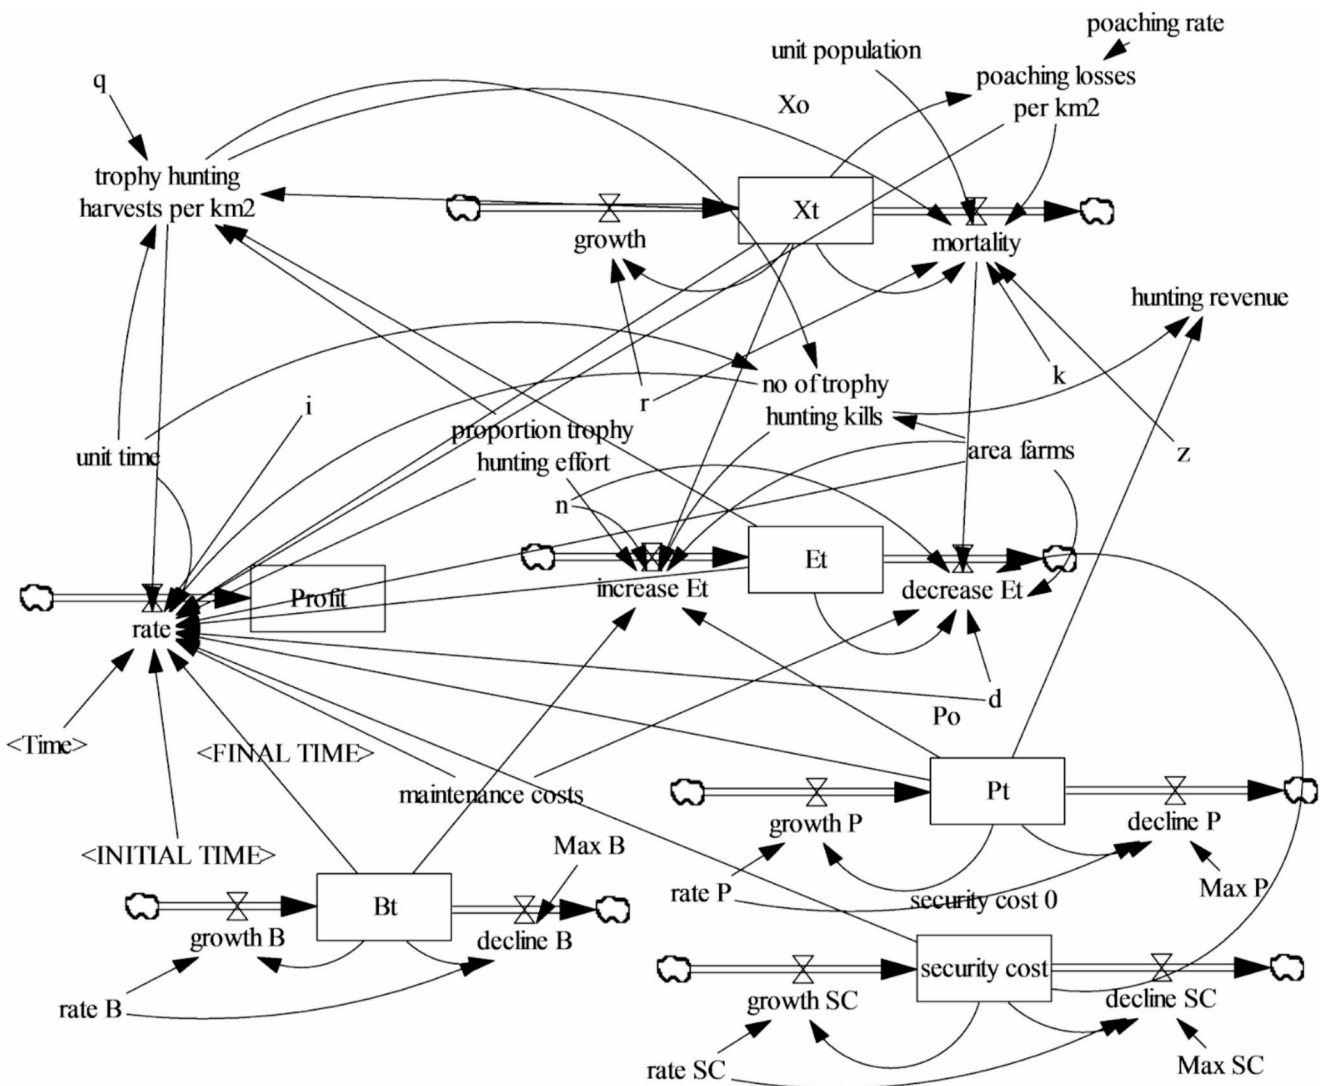 poaching rate
unit population
poaching losses
per km2
q
Xo
trophy hunting
harvests per km2
Xt
growth
mortality
hunting revenue
no of trophy
hunting kills
k
i
r
proportion trophy
hunting effort
area farms
unit time
z
n
Et
increase Et
decrease Et
Profit
rate
d
Po
<Time>
<FINAL TIME>
maintenance costs
Pt
growth P
decline P
<INITIAL TIME>
Max B
rate P
Max P
security cost 0
Bt
growth B
decline B
security cost
rate B
growth SC
decline SC
rate SC
Max SC